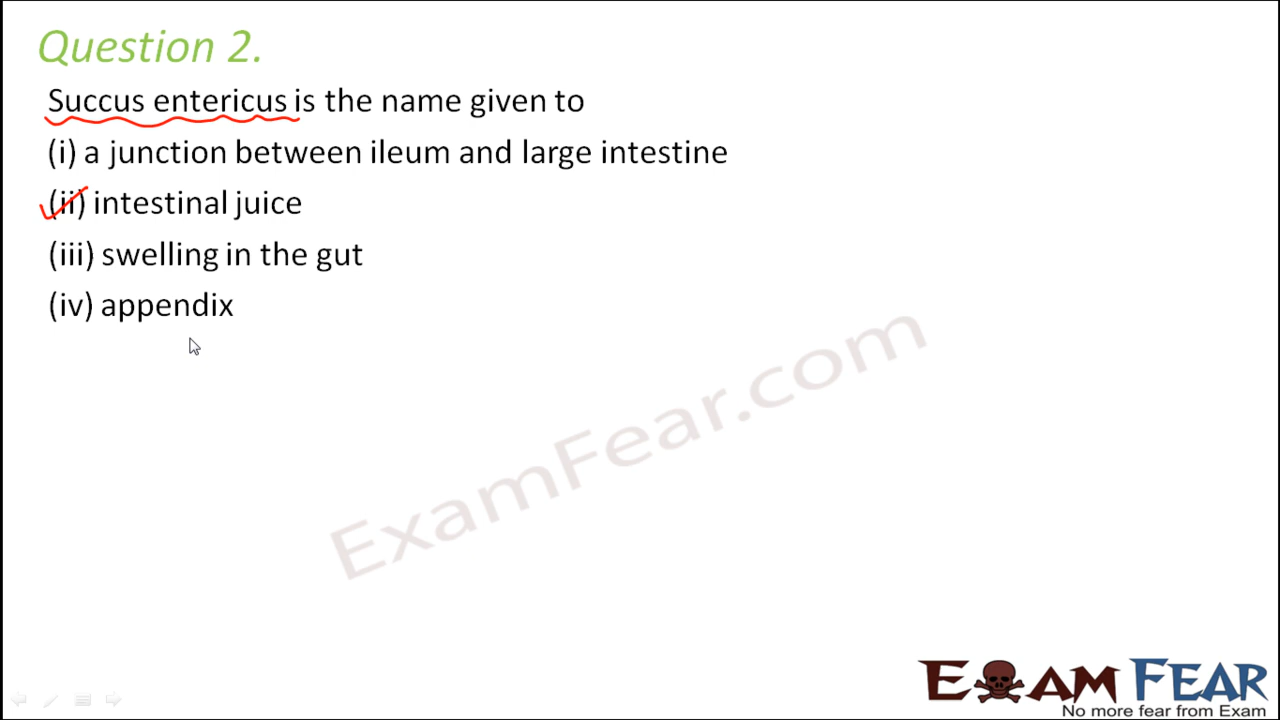 Question 2.
Succus entericus is the name given to
(i) a junction between ileum and large intestine
(ii) intestinal juice
(iii) swelling in the gut
(iv) appendix
ExamFear.com
EXAM FEAR
No more fear from Exam